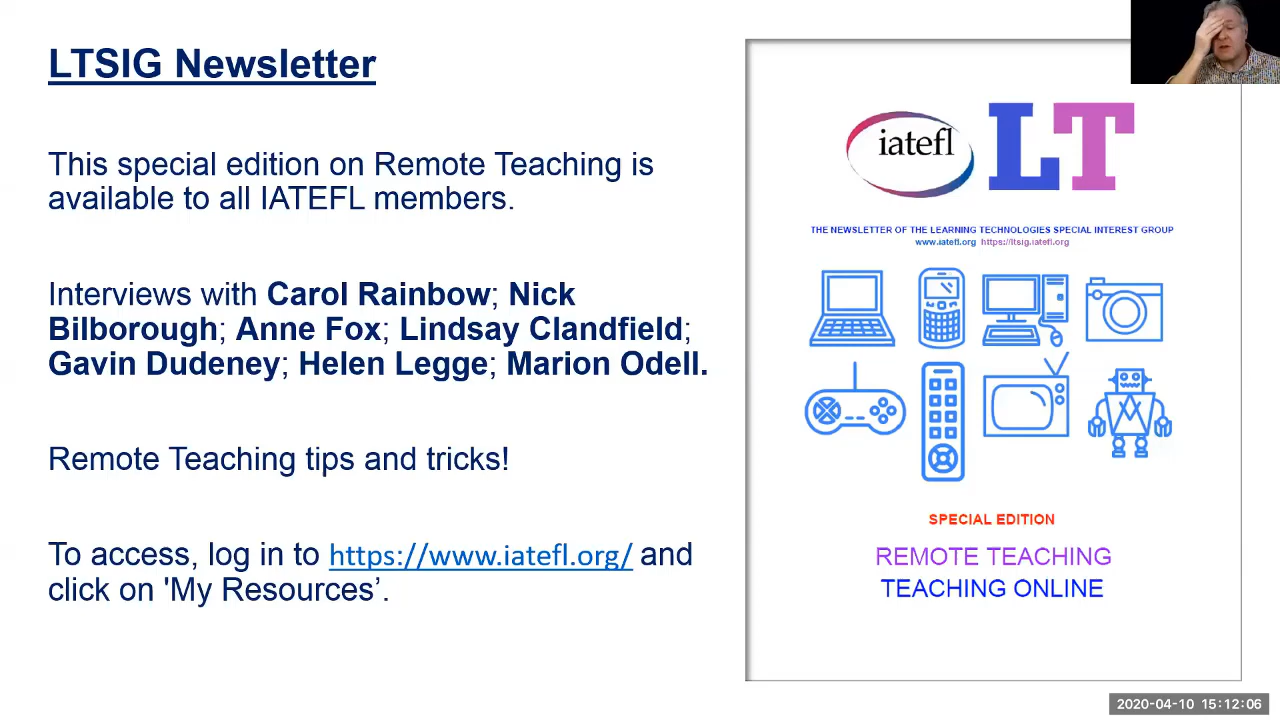 LTSIG Newsletter
This special edition on Remote Teaching is
available to all IATEFL members.
Interviews with Carol Rainbow; Nick
Bilborough; Anne Fox; Lindsay Clandfield;
Gavin Dudeney; Helen Legge; Marion Odell.
Remote Teaching tips and tricks!
To access, log in to https://www.iatefl.org/ and
click on 'My Resources’.
iatefl LT
THE NEWSLETTER OF THE LEARNING TECHNOLOGIES SPECIAL INTEREST GROUP
www.iatefl.org https://ltsig.iatefl.org
SPECIAL EDITION
REMOTE TEACHING
TEACHING ONLINE
2020-04-10 15:12:06